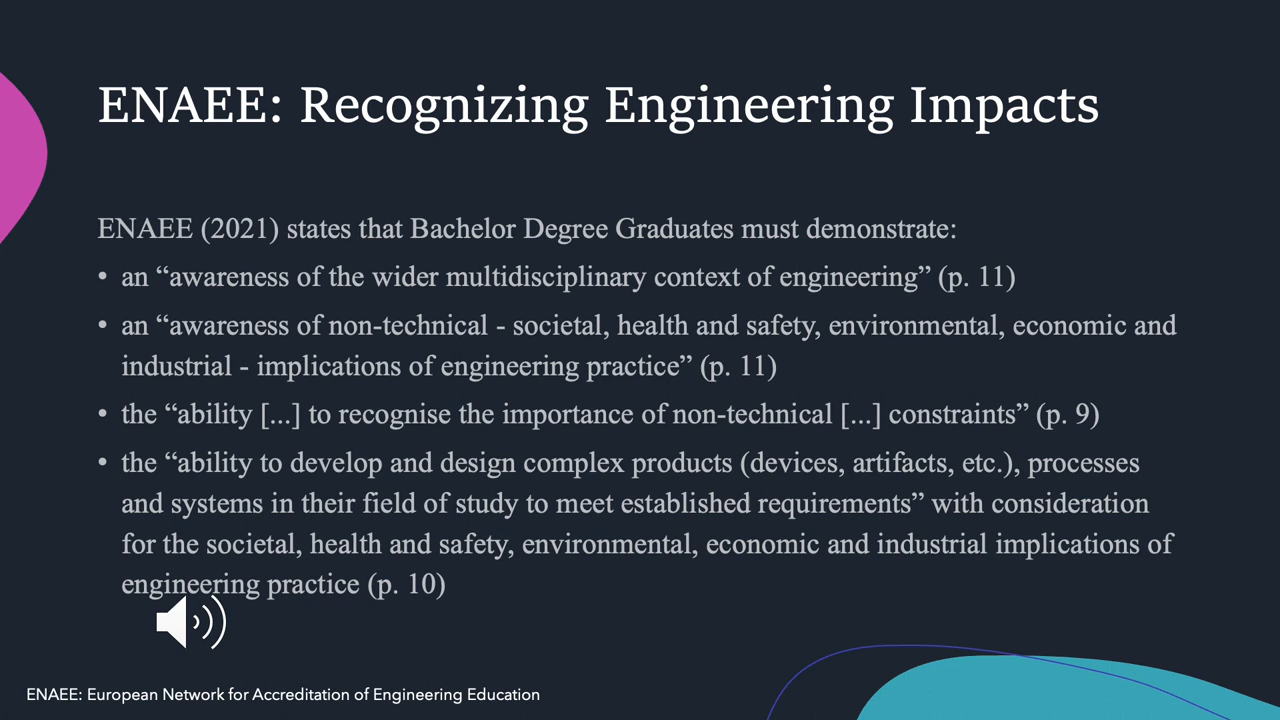 ENAEE: Recognizing Engineering Impacts
ENAEE (2021) states that Bachelor Degree Graduates must demonstrate:
• an “awareness of the wider multidisciplinary context of engineering” (p. 11)
• an “awareness of non-technical - societal, health and safety, environmental, economic and
industrial - implications of engineering practice” (p. 11)
• the “ability [...] to recognise the importance of non-technical [...] constraints” (p. 9)
• the “ability to develop and design complex products (devices, artifacts, etc.), processes
and systems in their field of study to meet established requirements” with consideration
for the societal, health and safety, environmental, economic and industrial implications of
engineering practice (p. 10)
ENAEE: European Network for Accreditation of Engineering Education